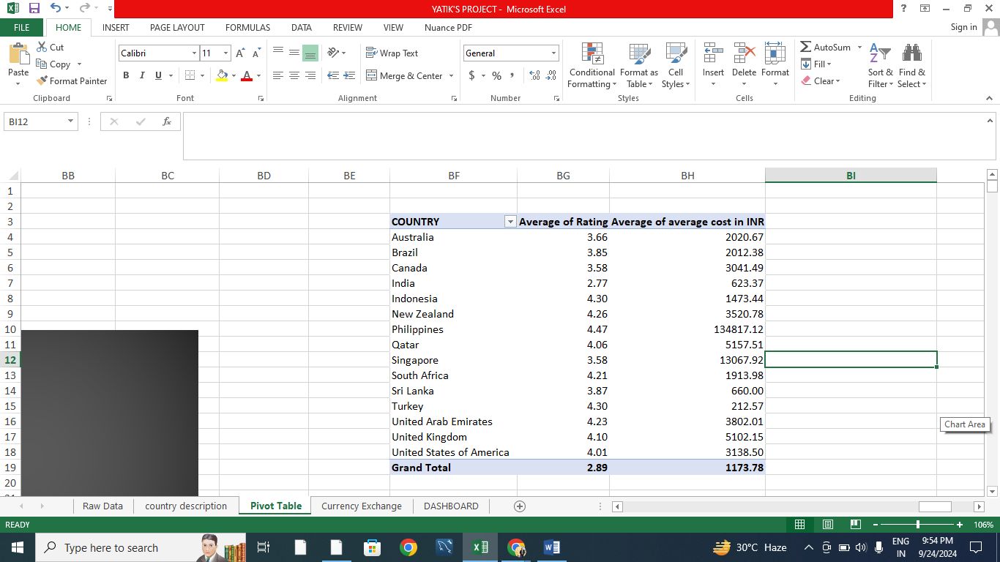 YATIK'S PROJECT - Microsoft Excel
?
FILE HOME INSERT PAGE LAYOUT FORMULAS DATA REVIEW VIEW Nuance PDF Sign in
Paste
Cut
Copy
Format Painter
Clipboard
Calibri 11 A A
B I U A
Font
Wrap Text
Merge & Center
Alignment
General
$ % , .0 .00 .00 .0
Number
Conditional Formatting
Format as Table
Cell Styles
Styles
Insert Delete Format
Cells
AutoSum
Fill
Clear
Sort & Filter
Find & Select
Editing
BI12 fx
BB BC BD BE BF BG BH BI
1
2
3 COUNTRY Average of Rating Average of average cost in INR
4 Australia 3.66 2020.67
5 Brazil 3.85 2012.38
6 Canada 3.58 3041.49
7 India 2.77 623.37
8 Indonesia 4.30 1473.44
9 New Zealand 4.26 3520.78
10 Philippines 4.47 134817.12
11 Qatar 4.06 5157.51
12 Singapore 3.58 13067.92
13 South Africa 4.21 1913.98
14 Sri Lanka 3.87 660.00
15 Turkey 4.30 212.57
16 United Arab Emirates 4.23 3802.01
Chart Area
17 United Kingdom 4.10 5102.15
18 United States of America 4.01 3138.50
19 Grand Total 2.89 1173.78
20
Raw Data country description Pivot Table Currency Exchange DASHBOARD
READY 106%
Type here to search 30°C Haze ENG IN 9:54 PM 9/24/2024